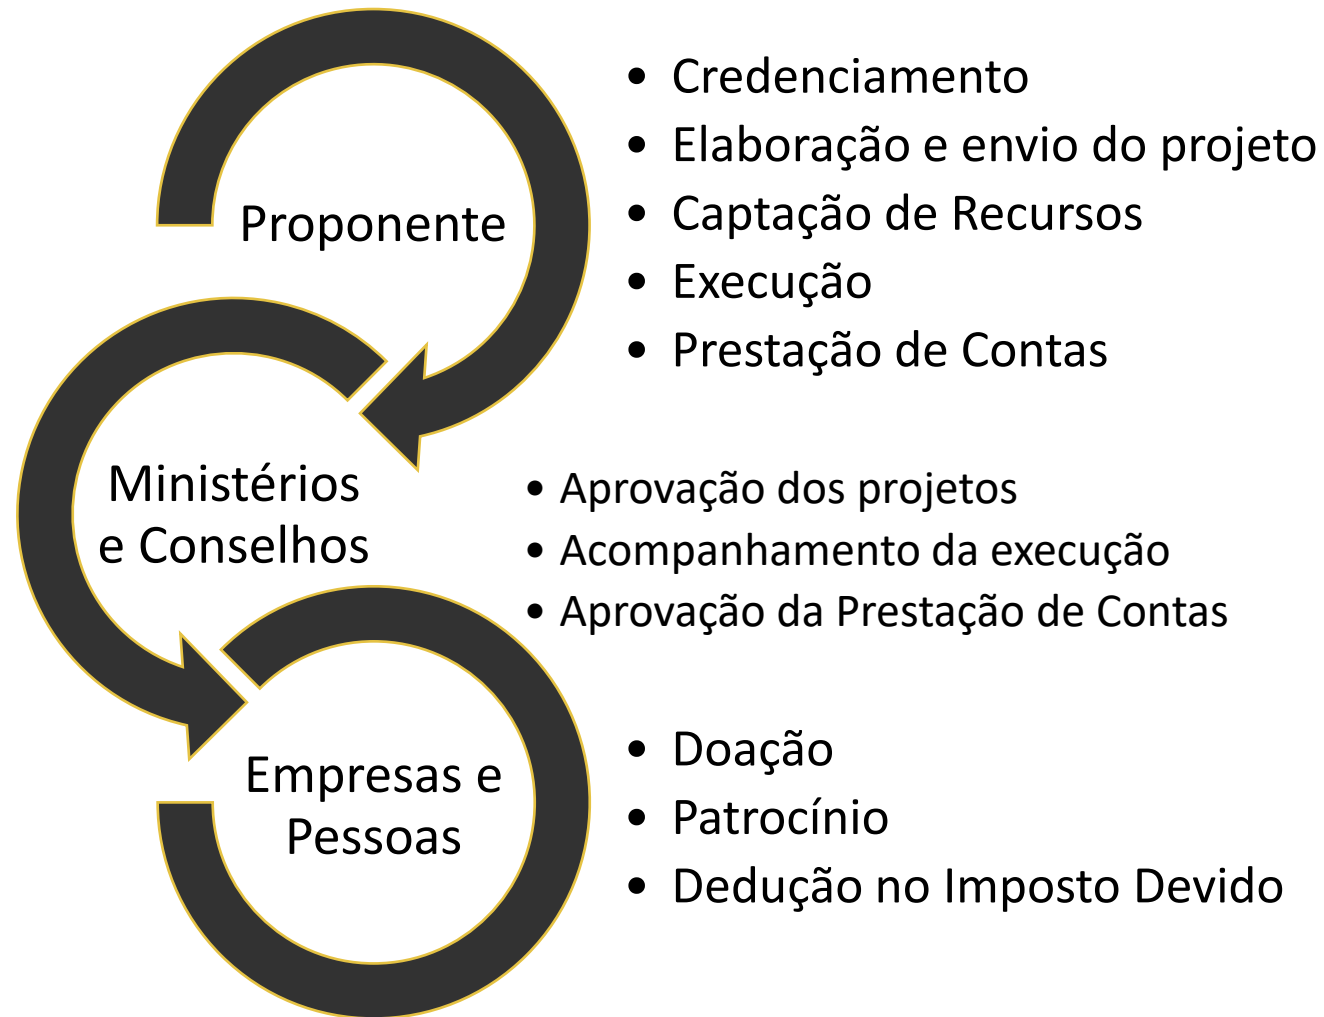 Proponente
• Credenciamento
• Elaboração e envio do projeto
• Captação de Recursos
• Execução
• Prestação de Contas
Ministérios
e Conselhos
• Aprovação dos projetos
• Acompanhamento da execução
• Aprovação da Prestação de Contas
Empresas e
Pessoas
• Doação
• Patrocínio
• Dedução no Imposto Devido